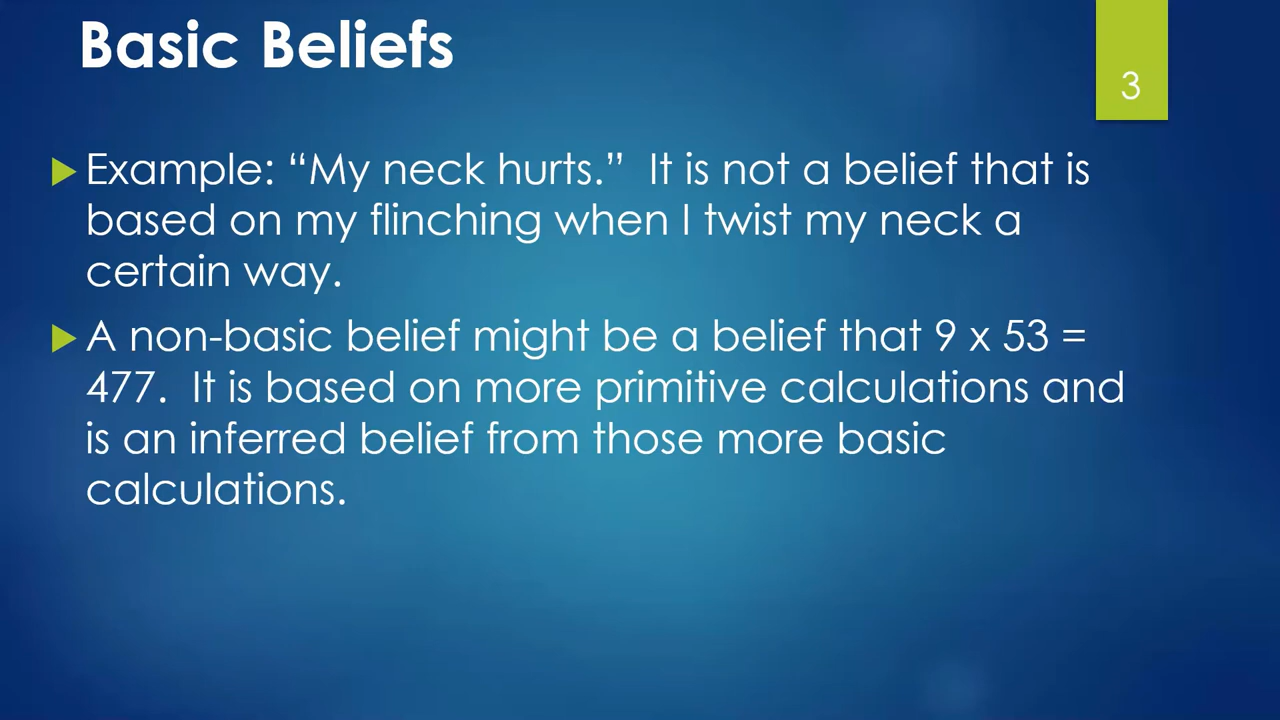 Basic Beliefs
3
Example: “My neck hurts.”  It is not a belief that is
based on my flinching when I twist my neck a
certain way.
A non-basic belief might be a belief that 9 x 53 =
477.  It is based on more primitive calculations and
is an inferred belief from those more basic
calculations.